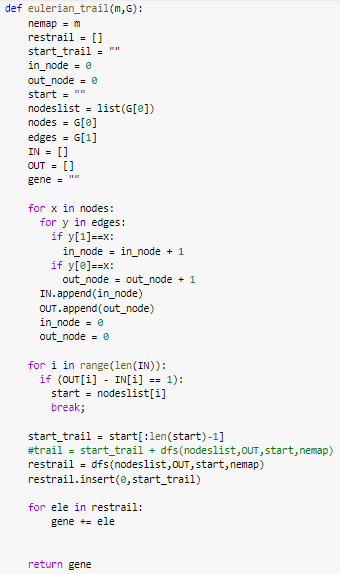 def eulerian_trail(m,G):
    nemap = m
    restrail = []
    start_trail = ""
    in_node = 0
    out_node = 0
    start = ""
    nodeslist = list(G[0])
    nodes = G[0]
    edges = G[1]
    IN = []
    OUT = []
    gene = ""

    for x in nodes:
      for y in edges:
        if y[1]==x:
          in_node = in_node + 1
        if y[0]==x:
          out_node = out_node + 1
      IN.append(in_node)
      OUT.append(out_node)
      in_node = 0
      out_node = 0

    for i in range(len(IN)):
      if (OUT[i] - IN[i] == 1):
        start = nodeslist[i]
        break;

    start_trail = start[:len(start)-1]
    #trail = start_trail + dfs(nodeslist,OUT,start,nemap)
    restrail = dfs(nodeslist,OUT,start,nemap)
    restrail.insert(0,start_trail)

    for ele in restrail:
        gene += ele


    return gene